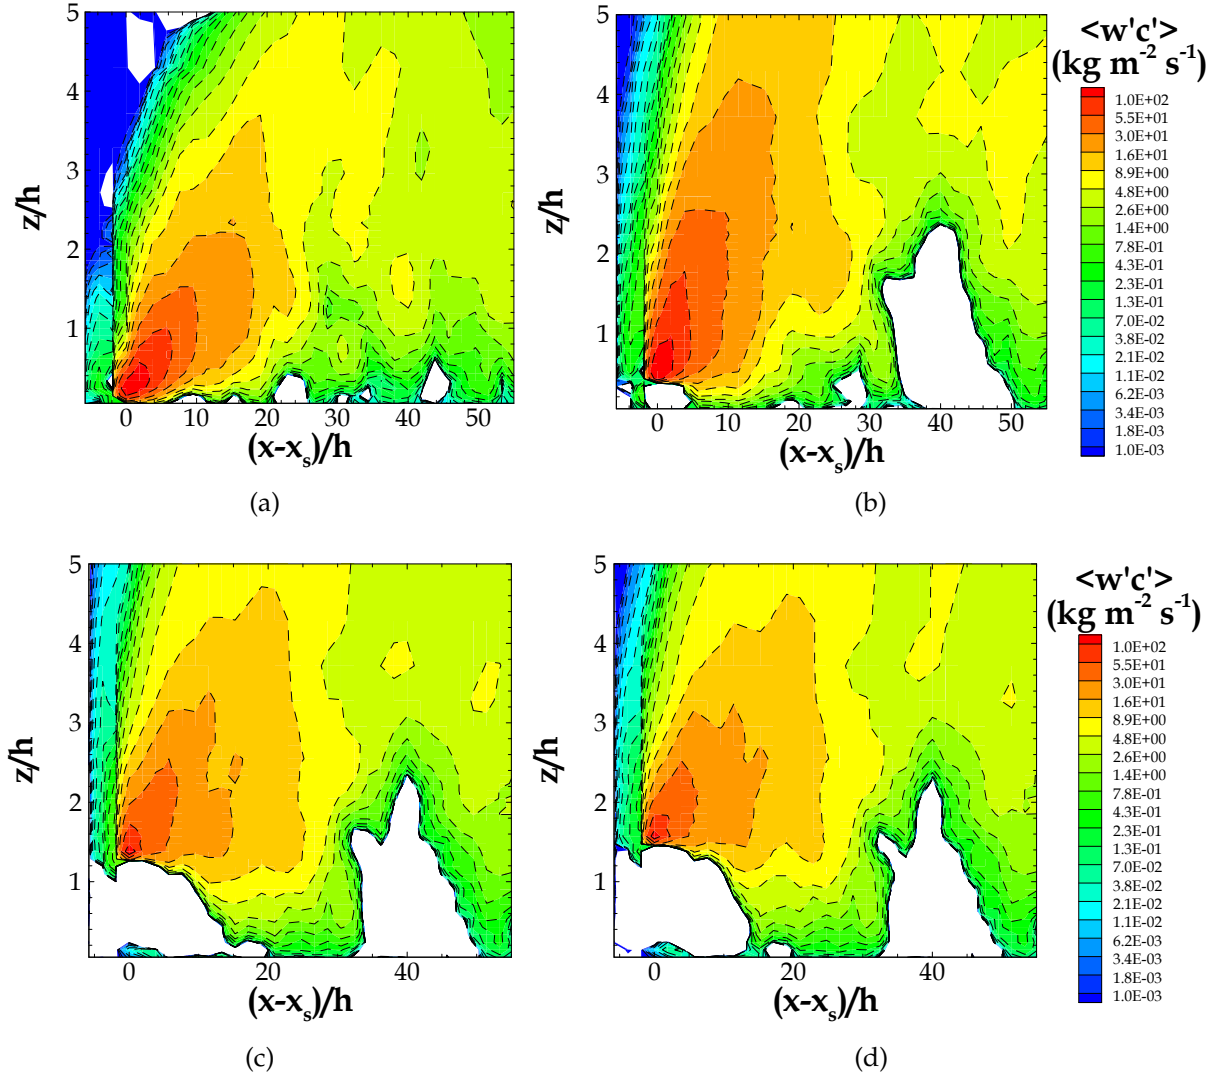 <w'c'>
(kg m-2 s-1)
1.0E+02
5.5E+01
3.0E+01
1.6E+01
8.9E+00
4.8E+00
2.6E+00
1.4E+00
7.8E-01
4.3E-01
2.3E-01
1.3E-01
7.0E-02
3.8E-02
2.1E-02
1.1E-02
6.2E-03
3.4E-03
1.8E-03
1.0E-03
z/h
5
4
3
2
1
0 10 20 30 40 50
(x-xs)/h
(a)
z/h
5
4
3
2
1
0 10 20 30 40 50
(x-xs)/h
(b)
z/h
5
4
3
2
1
0 20 40
(x-xs)/h
(c)
z/h
5
4
3
2
1
0 20 40
(x-xs)/h
(d)
<w'c'>
(kg m-2 s-1)
1.0E+02
5.5E+01
3.0E+01
1.6E+01
8.9E+00
4.8E+00
2.6E+00
1.4E+00
7.8E-01
4.3E-01
2.3E-01
1.3E-01
7.0E-02
3.8E-02
2.1E-02
1.1E-02
6.2E-03
3.4E-03
1.8E-03
1.0E-03